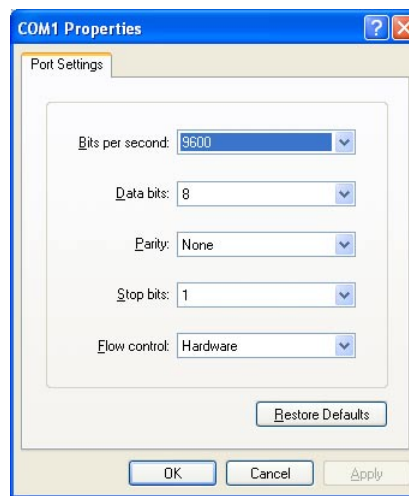 COM1 Properties
Port Settings
Bits per second: 9600
Data bits: 8
Parity: None
Stop bits: 1
Flow control: Hardware
Restore Defaults
OK Cancel Apply